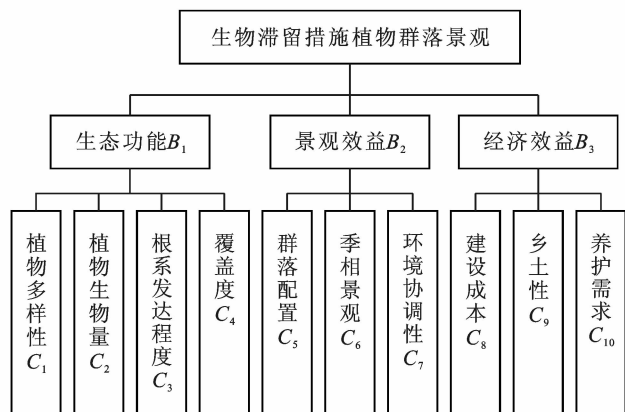 生物滞留措施植物群落景观
生态功能B₁
景观效益B₂
经济效益B₃
植物多样性C₁
植物生物量C₂
根系发达程度C₃
覆盖度C₄
群落配置C₅
季相景观C₆
环境协调性C₇
建设成本C₈
乡土性C₉
养护需求C₁₀